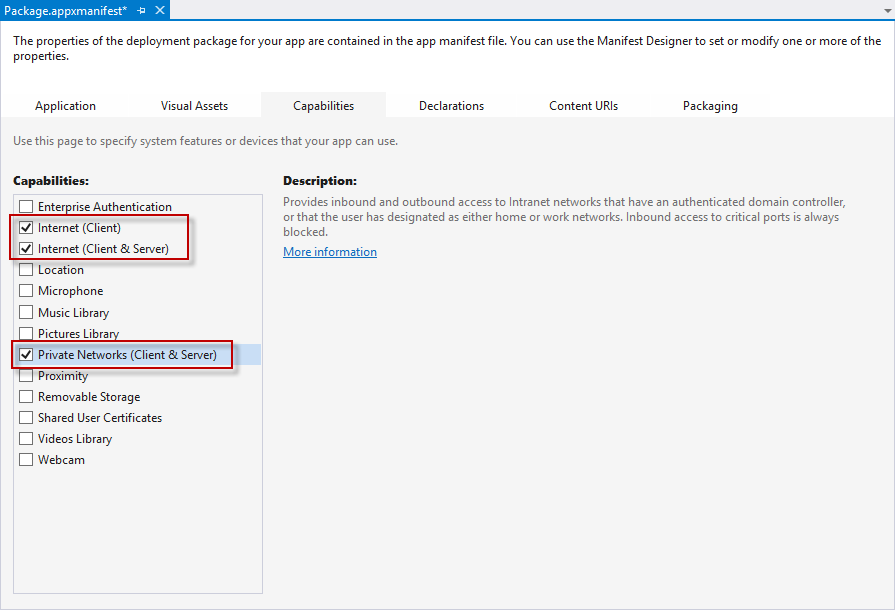 Package.appxmanifest*
The properties of the deployment package for your app are contained in the app manifest file. You can use the Manifest Designer to set or modify one or more of the
properties.
Application Visual Assets Capabilities Declarations Content URIs Packaging
Use this page to specify system features or devices that your app can use.
Capabilities:
Enterprise Authentication
Internet (Client)
Internet (Client & Server)
Location
Microphone
Music Library
Pictures Library
Private Networks (Client & Server)
Proximity
Removable Storage
Shared User Certificates
Videos Library
Webcam
Description:
Provides inbound and outbound access to Intranet networks that have an authenticated domain controller,
or that the user has designated as either home or work networks. Inbound access to critical ports is always
blocked.
More information